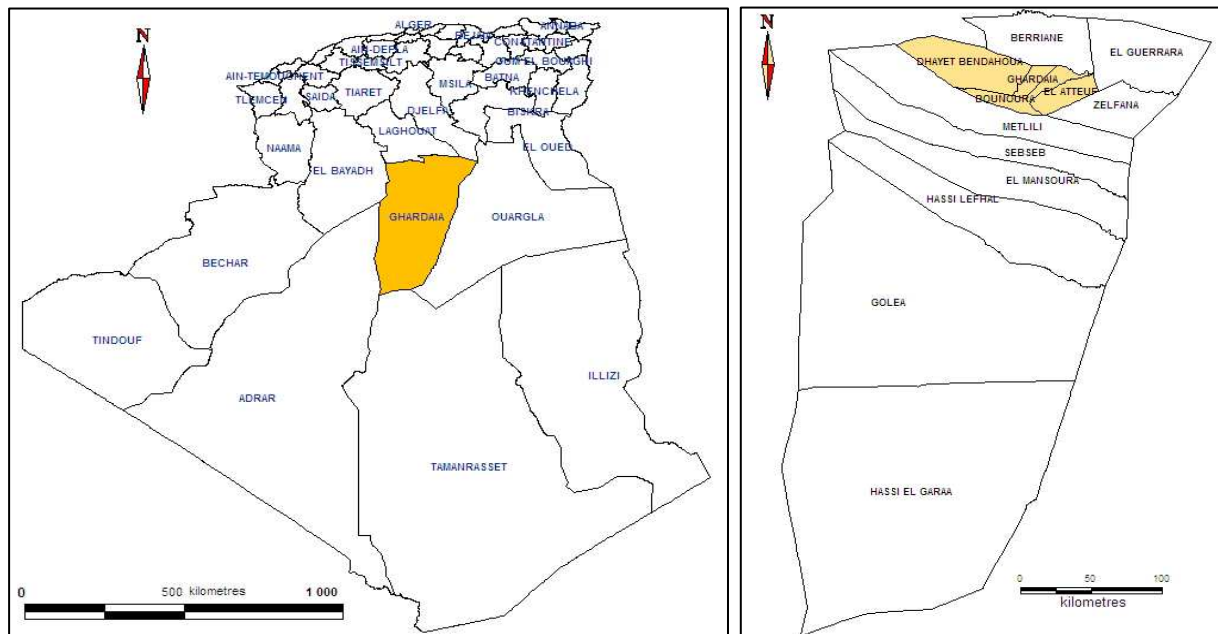 N
ALGER
ANNABA
BEJAIA
CONSTANTINE
AIN-DEFLA
TISSEMSILT
OUM EL BOUAGHI
AIN-TEMOUCHENT
BATNA
MSILA
KHENCHELA
TLEMCEN
SAIDA
TIARET
DJELFA
BISKRA
LAGHOUAT
NAAMA
EL OUED
EL BAYADH
GHARDAIA
OUARGLA
BECHAR
TINDOUF
ILLIZI
ADRAR
TAMANRASSET
0 500 kilometres 1 000
N
BERRIANE
EL GUERRARA
DHAYET BENDAHOUA
GHARDAIA
EL ATTEUF
BOUNOURA
ZELFANA
METLILI
SEBSEB
EL MANSOURA
HASSI LEFHAL
GOLEA
HASSI EL GARAA
0 50 100
kilometres